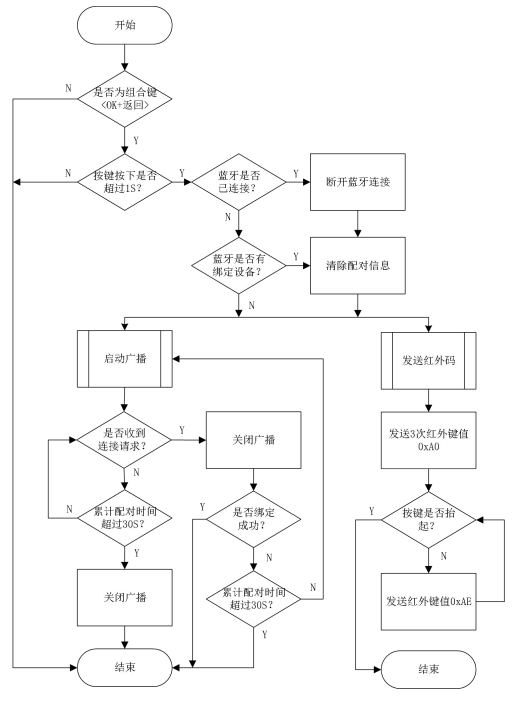 开始
N
是否为组合键
<OK+返回>
Y
N
按键按下是否
超过1S?
Y
蓝牙是否
已连接?
Y
断开蓝牙连接
N
蓝牙是否有
绑定设备?
Y
清除配对信息
N
启动广播
发送红外码
是否收到
连接请求?
Y
关闭广播
发送3次红外键值
0xA0
N
N
累计配对时间
超过30S?
Y
是否绑定
成功?
Y
按键是否抬
起?
Y
N
N
关闭广播
累计配对时间
超过30S?
N
发送红外键值0xAE
Y
结束
结束